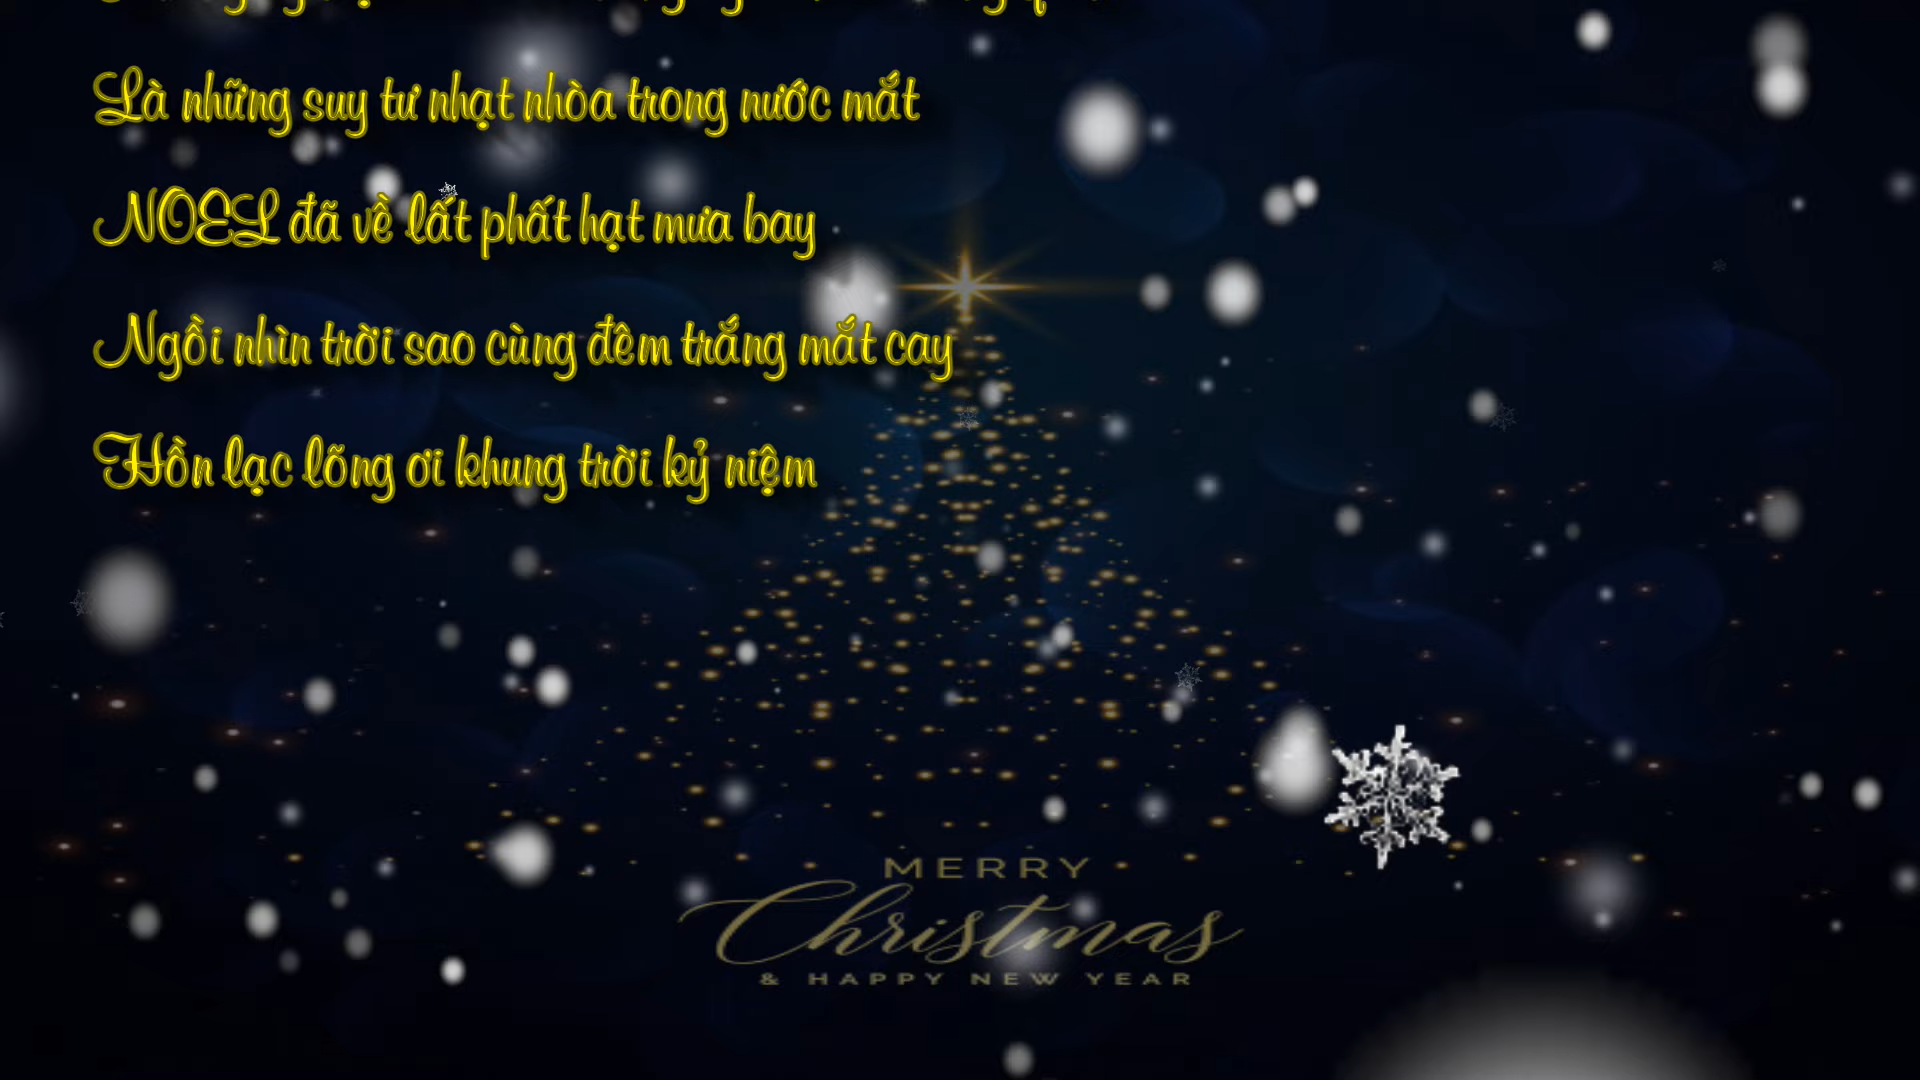 Là những suy tư nhạt nhòa trong nước mắt
NOEL đã về lất phất hạt mưa bay
Ngồi nhìn trời sao cùng đêm trắng mắt cay
Hồn lạc lõng ơi khung trời kỷ niệm
MERRY
Christmas
& HAPPY NEW YEAR